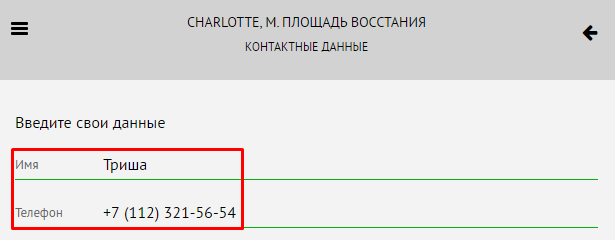 CHARLOTTE, М. ПЛОЩАДЬ ВОССТАНИЯ
КОНТАКТНЫЕ ДАННЫЕ
Введите свои данные
Имя Триша
Телефон +7 (112) 321-56-54